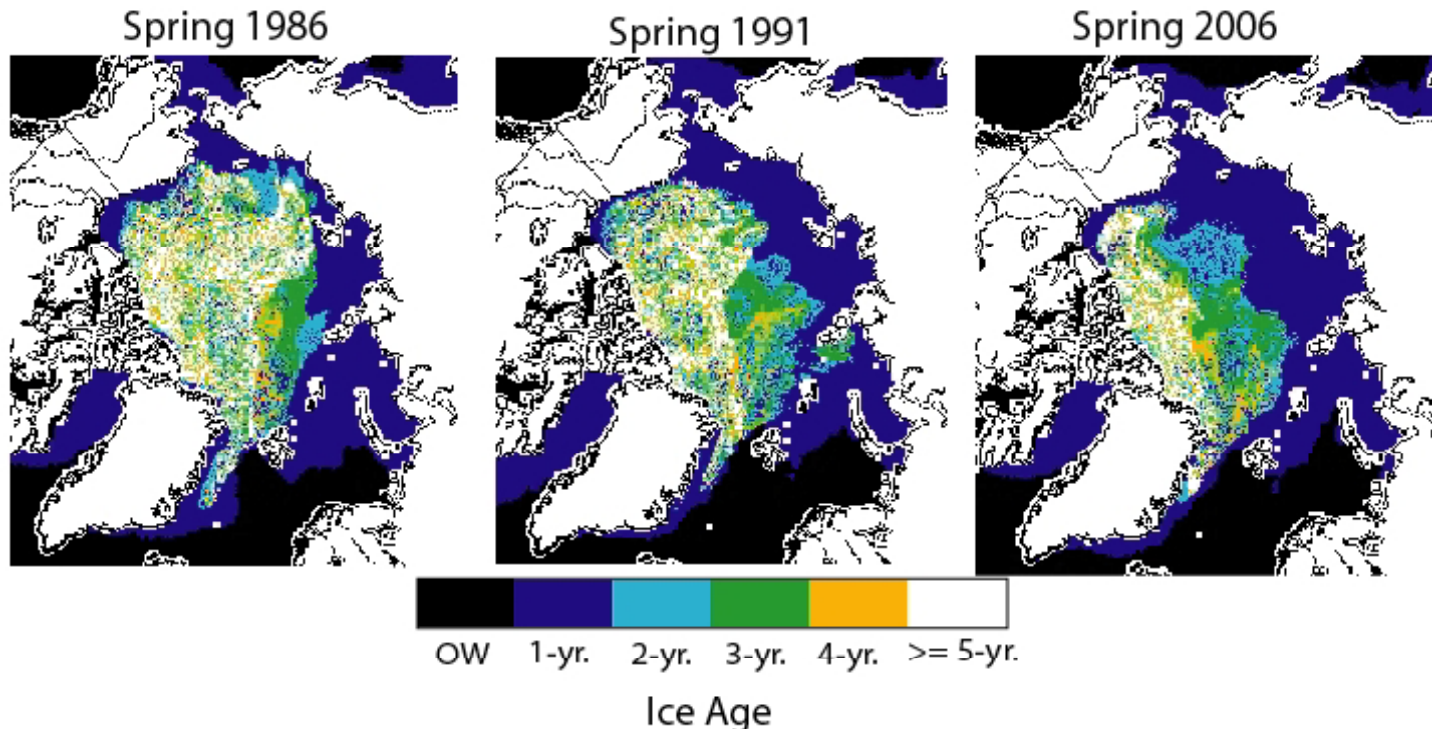 Spring 1986
Spring 1991
Spring 2006
OW 1-yr. 2-yr. 3-yr. 4-yr. >= 5-yr.
Ice Age